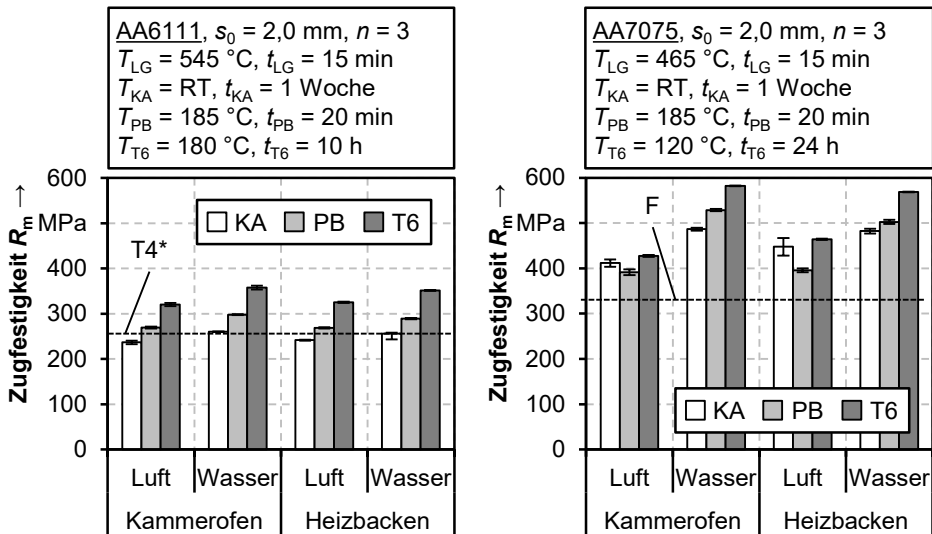 AA6111, s0 = 2,0 mm, n = 3
TLG = 545 °C, tLG = 15 min
TKA = RT, tKA = 1 Woche
TPB = 185 °C, tPB = 20 min
TT6 = 180 °C, tT6 = 10 h
Zugfestigkeit Rm →
600
MPa
400
300
200
100
0
T4*
KA PB T6
Luft Wasser Luft Wasser
Kammerofen Heizbacken
AA7075, s0 = 2,0 mm, n = 3
TLG = 465 °C, tLG = 15 min
TKA = RT, tKA = 1 Woche
TPB = 185 °C, tPB = 20 min
TT6 = 120 °C, tT6 = 24 h
Zugfestigkeit Rm →
600
MPa
400
300
200
100
0
F
KA PB T6
Luft Wasser Luft Wasser
Kammerofen Heizbacken